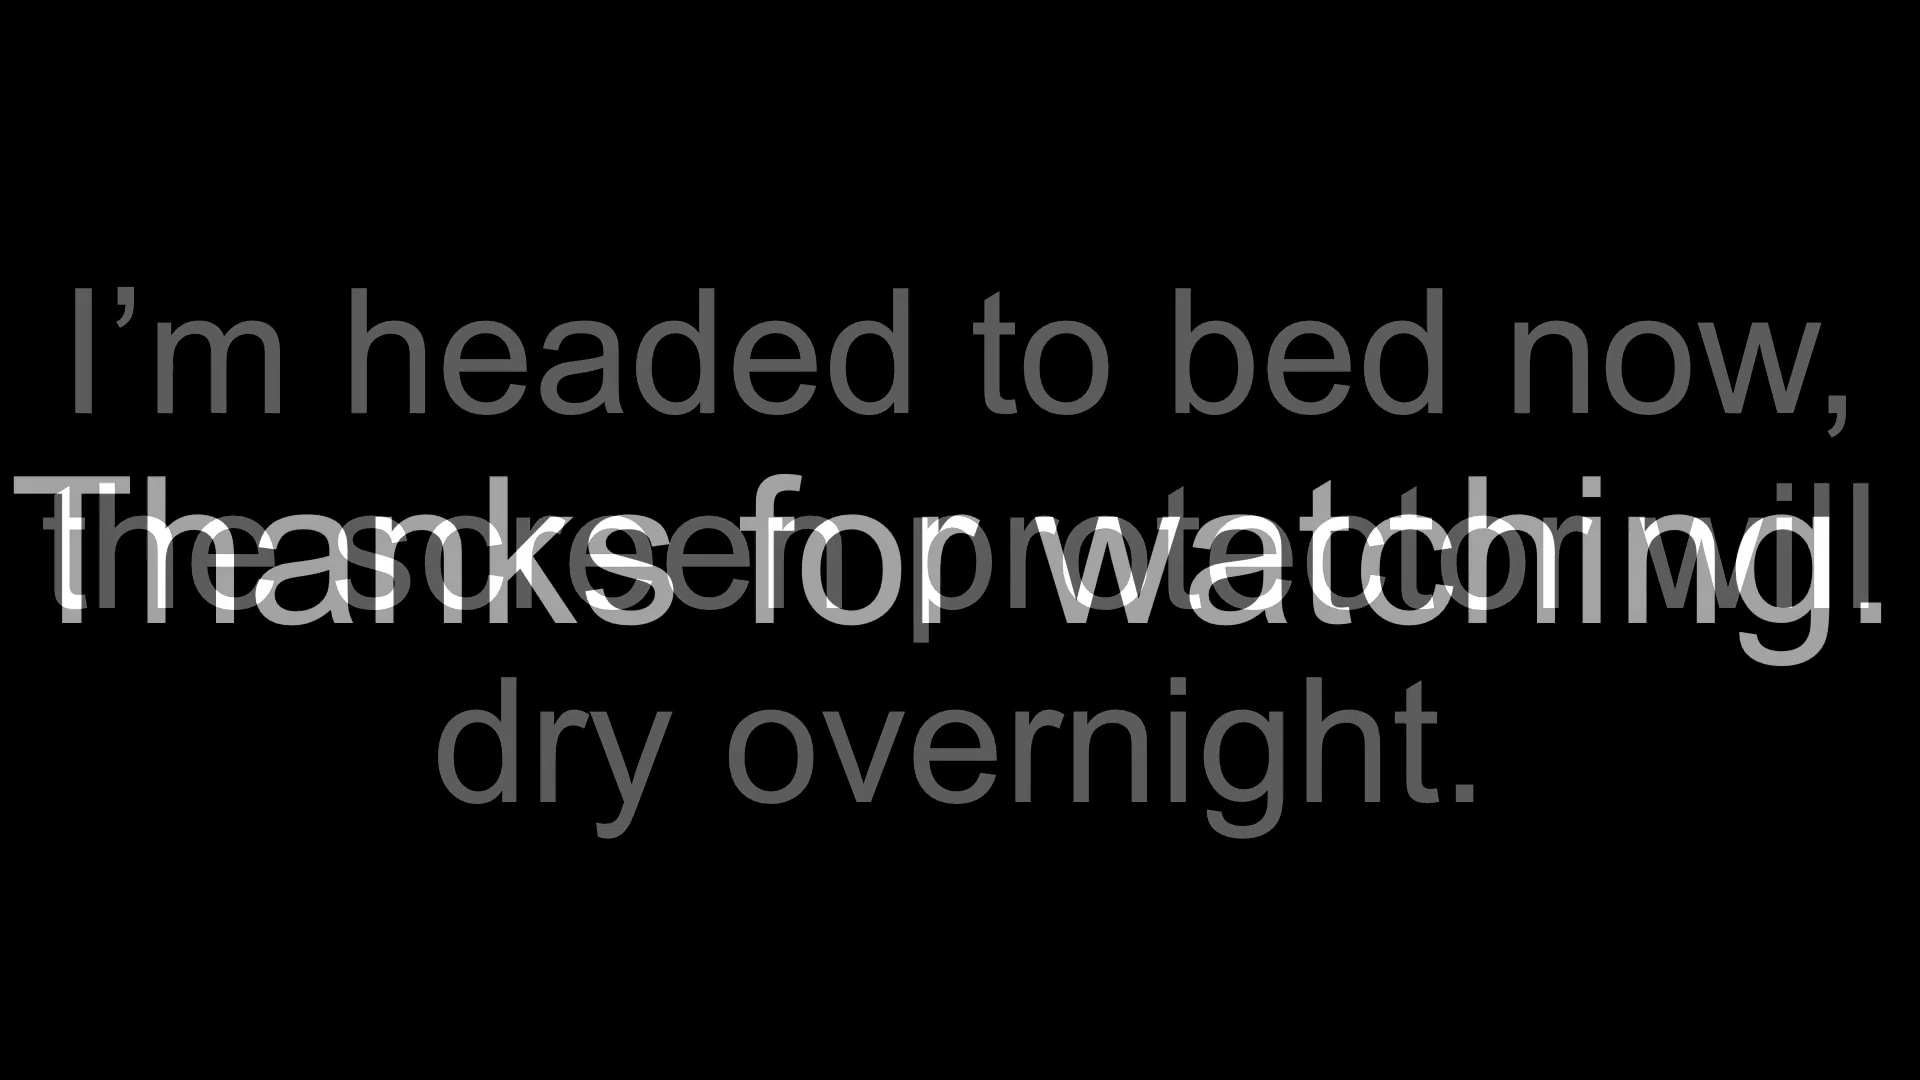 I’m headed to bed now,
the screen protector will
dry overnight.
Thanks for watching.